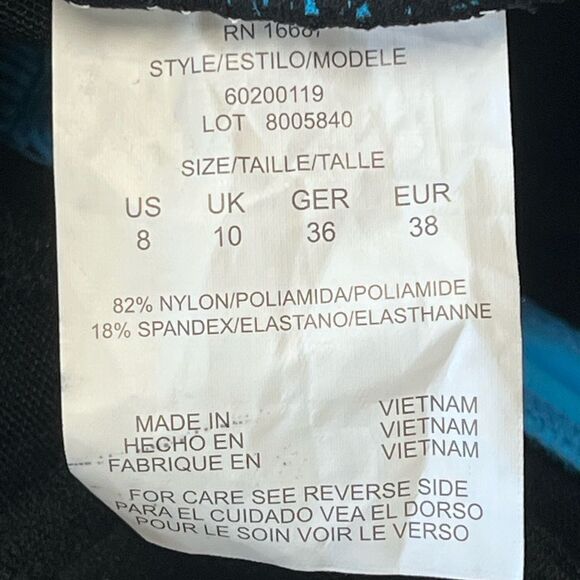 RN
STYLE/ESTILO/MODELE
60200119
LOT 8005840
SIZE/TAILLE/TALLE
US UK GER EUR
8 10 36 38
82% NYLON/POLIAMIDA/POLIAMIDE
18% SPANDEX/ELASTANO/ELASTHANNE
MADE IN VIETNAM
HECHO EN VIETNAM
FABRIQUE EN VIETNAM
FOR CARE SEE REVERSE SIDE
PARA EL CUIDADO VEA EL DORSO
POUR LE SOIN VOIR LE VERSO